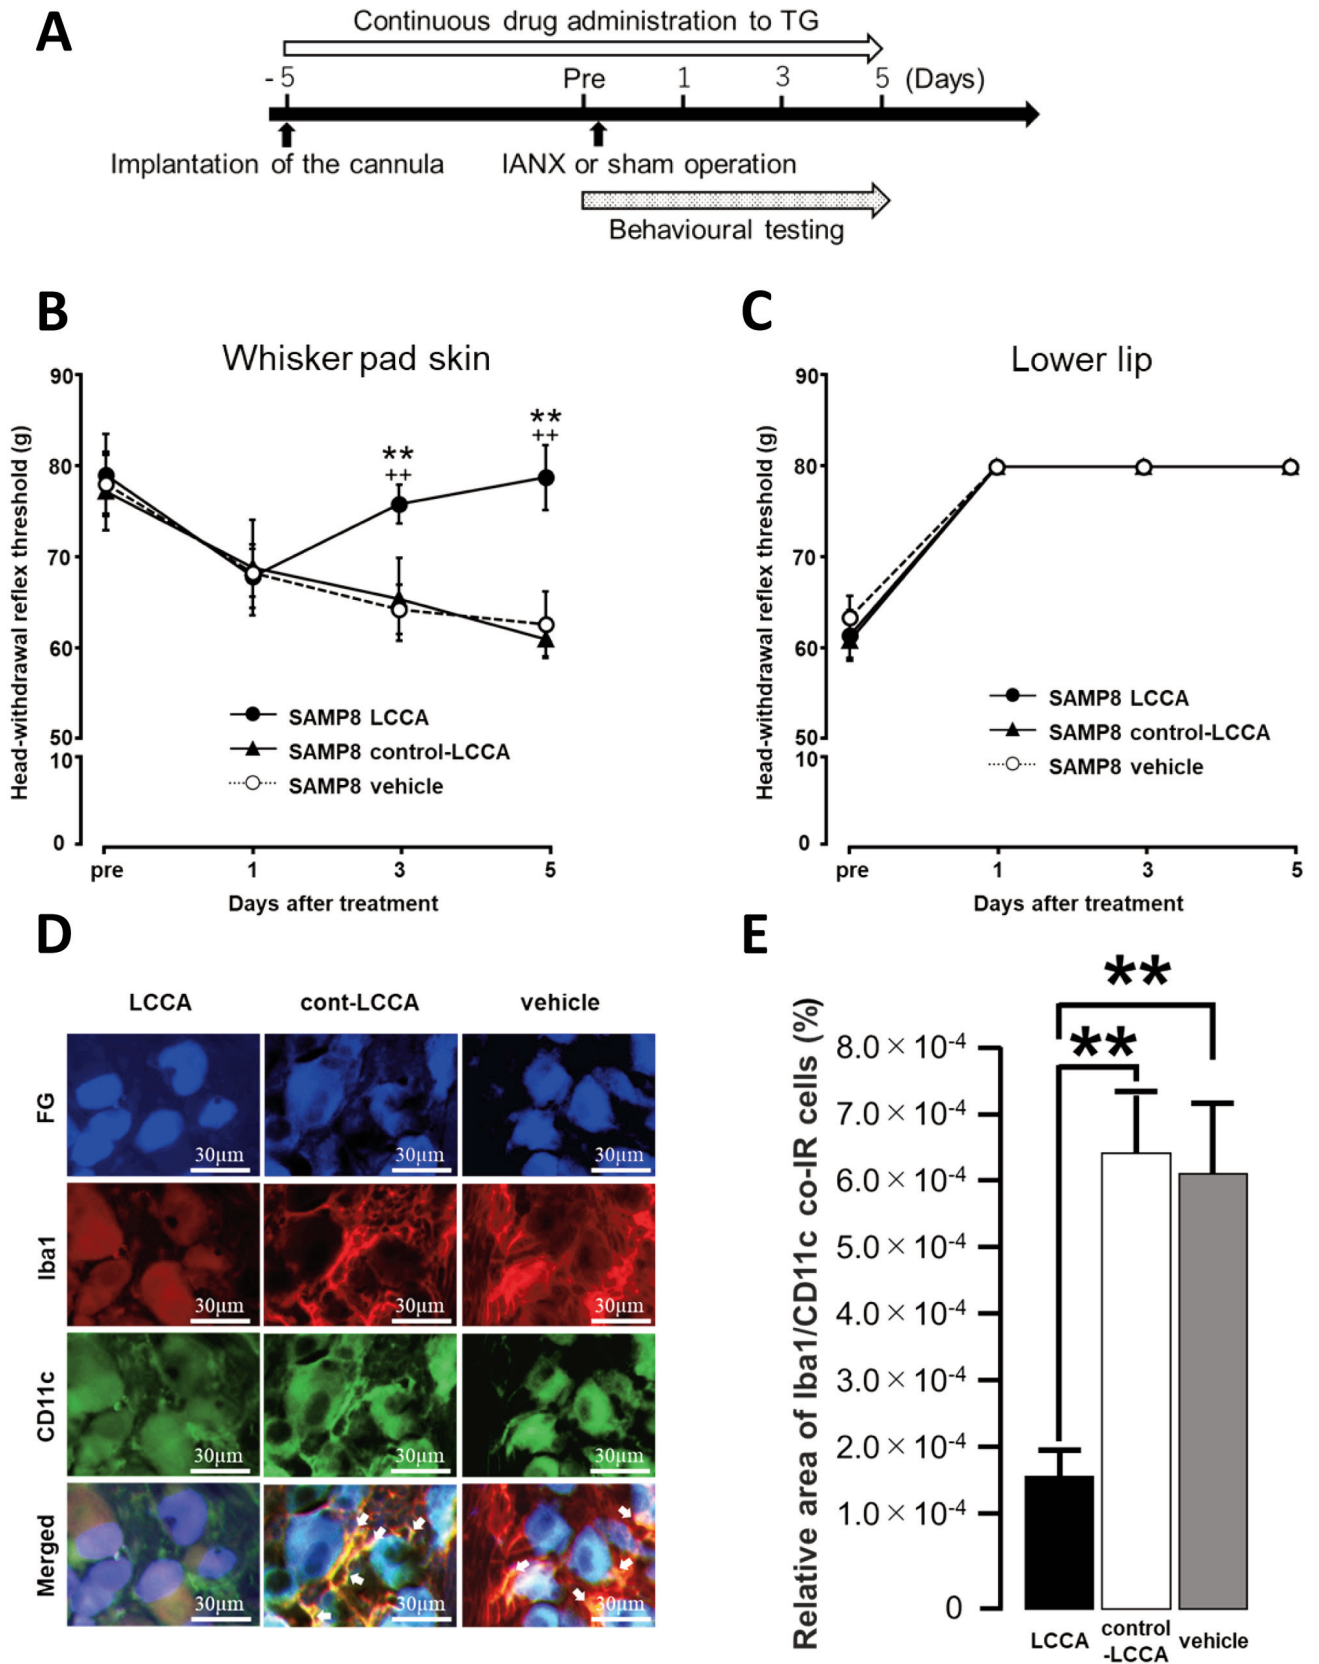 A
Continuous drug administration to TG
- 5 Pre 1 3 5 (Days)
Implantation of the cannula IANX or sham operation
Behavioural testing
B
Whisker pad skin
Head-withdrawal reflex threshold (g)
90
80
70
60
50
10
0
**
++
**
++
SAMP8 LCCA
SAMP8 control-LCCA
SAMP8 vehicle
pre 1 3 5
Days after treatment
C
Lower lip
Head-withdrawal reflex threshold (g)
90
80
70
60
50
10
0
SAMP8 LCCA
SAMP8 control-LCCA
SAMP8 vehicle
pre 1 3 5
Days after treatment
D
LCCA cont-LCCA vehicle
FG
30μm 30μm 30μm
Iba1
30μm 30μm 30μm
CD11c
30μm 30μm 30μm
Merged
30μm 30μm 30μm
E
Relative area of Iba1/CD11c co-IR cells (%)
**
**
8.0×10-4
7.0×10-4
6.0×10-4
5.0×10-4
4.0×10-4
3.0×10-4
2.0×10-4
1.0×10-4
0
LCCA
control
-LCCA
vehicle